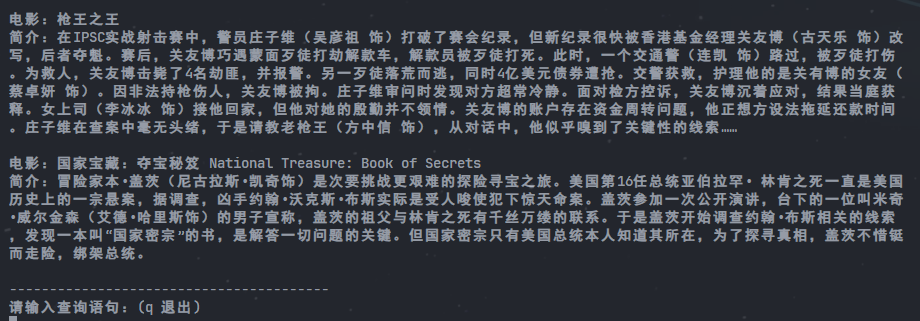 电影：枪王之王
简介：在IPSC实战射击赛中，警员庄子维（吴彦祖 饰）打破了赛会纪录，但新纪录很快被香港基金经理关友博（古天乐 饰）改
写，后者夺魁。赛后，关友博巧遇蒙面歹徒打劫解款车，解款员被歹徒打死。此时，一个交通警（连凯 饰）路过，被歹徒打伤
。为救人，关友博击毙了4名劫匪，并报警。另一歹徒落荒而逃，同时4亿美元债券遭抢。交警获救，护理他的是关有博的女友（
蔡卓妍 饰）。因非法持枪伤人，关友博被拘。庄子维审问时发现对方超常冷静。面对检方控诉，关友博沉着应对，结果当庭获
释。女上司（李冰冰 饰）接他回家，但他对她的殷勤并不领情。关友博的账户存在资金周转问题，他正想方设法拖延还款时间
。庄子维在查案中毫无头绪，于是请教老枪王（方中信 饰），从对话中，他似乎嗅到了关键性的线索……
电影：国家宝藏：夺宝秘笈 National Treasure: Book of Secrets
简介：冒险家本·盖茨（尼古拉斯·凯奇饰）是次要挑战更艰难的探险寻宝之旅。美国第16任总统亚伯拉罕· 林肯之死一直是美国
历史上的一宗悬案，据调查，凶手约翰·沃克斯·布斯实际是受人唆使犯下惊天命案。盖茨参加一次公开演讲，台下的一位叫米奇
·威尔金森（艾德·哈里斯饰）的男子宣称，盖茨的祖父与林肯之死有千丝万缕的联系。于是盖茨开始调查约翰·布斯相关的线索
，发现一本叫“国家密宗”的书，是解答一切问题的关键。但国家密宗只有美国总统本人知道其所在，为了探寻真相，盖茨不惜铤
而走险，绑架总统。
----------------------------------------
请输入查询语句：（q 退出）